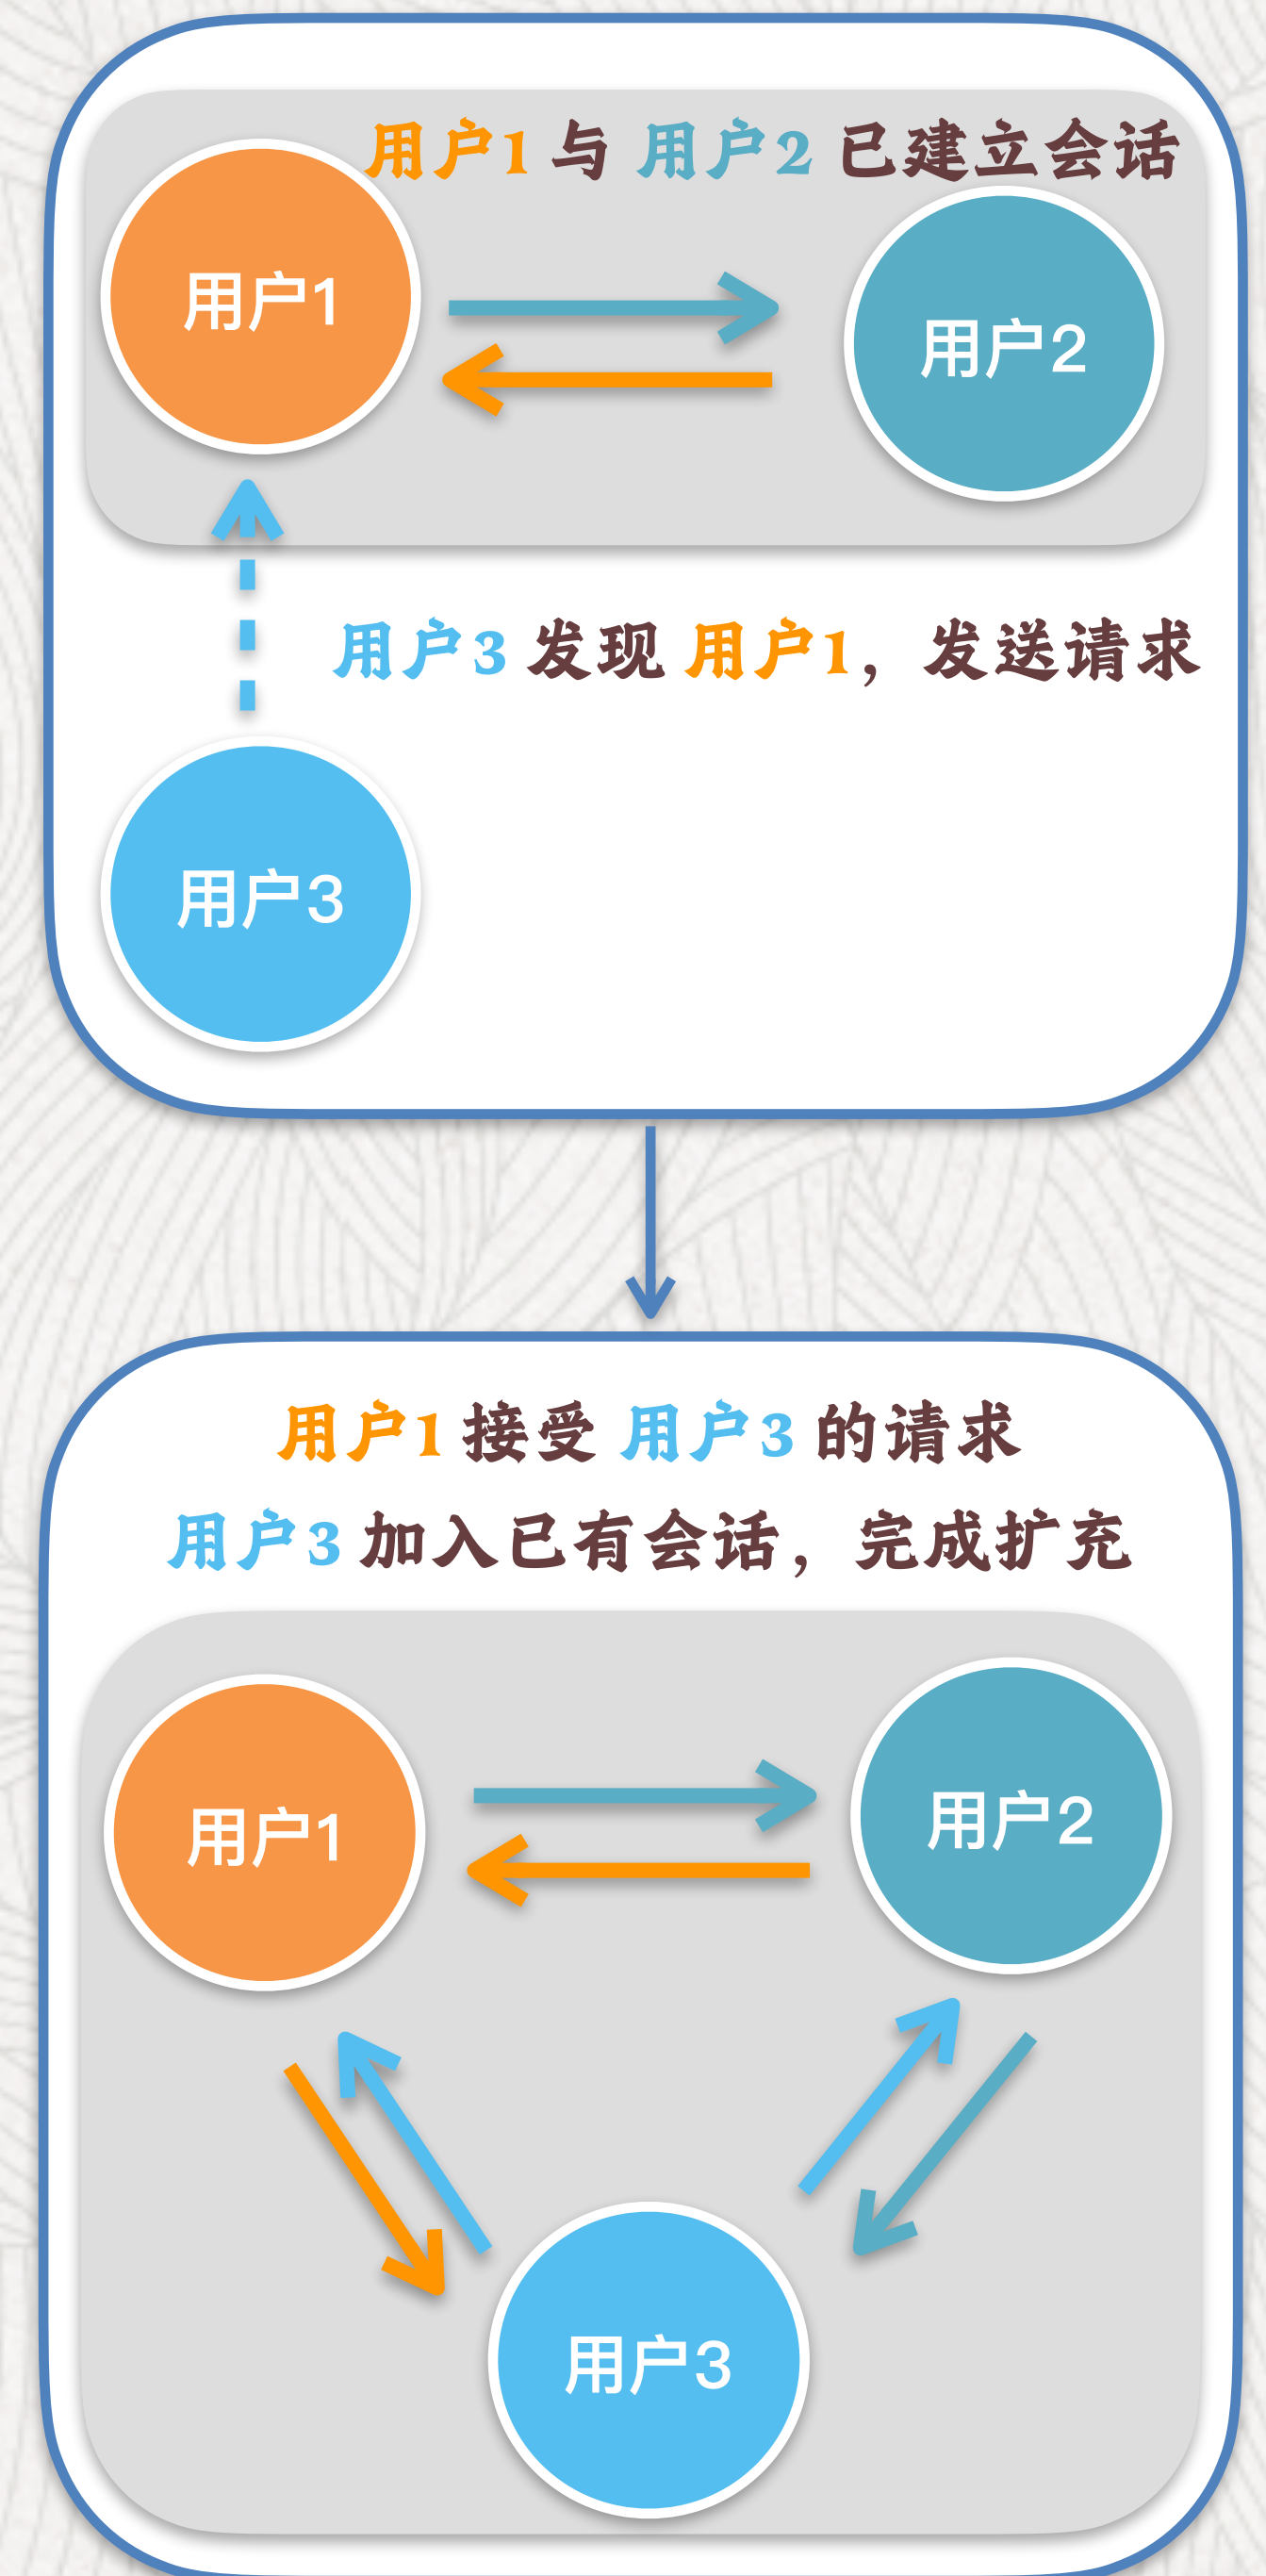 用户1 与 用户2 已建立会话
用户1
用户2
用户3 发现 用户1，发送请求
用户3
用户1 接受 用户3 的请求
用户3 加入已有会话，完成扩充
用户1
用户2
用户3